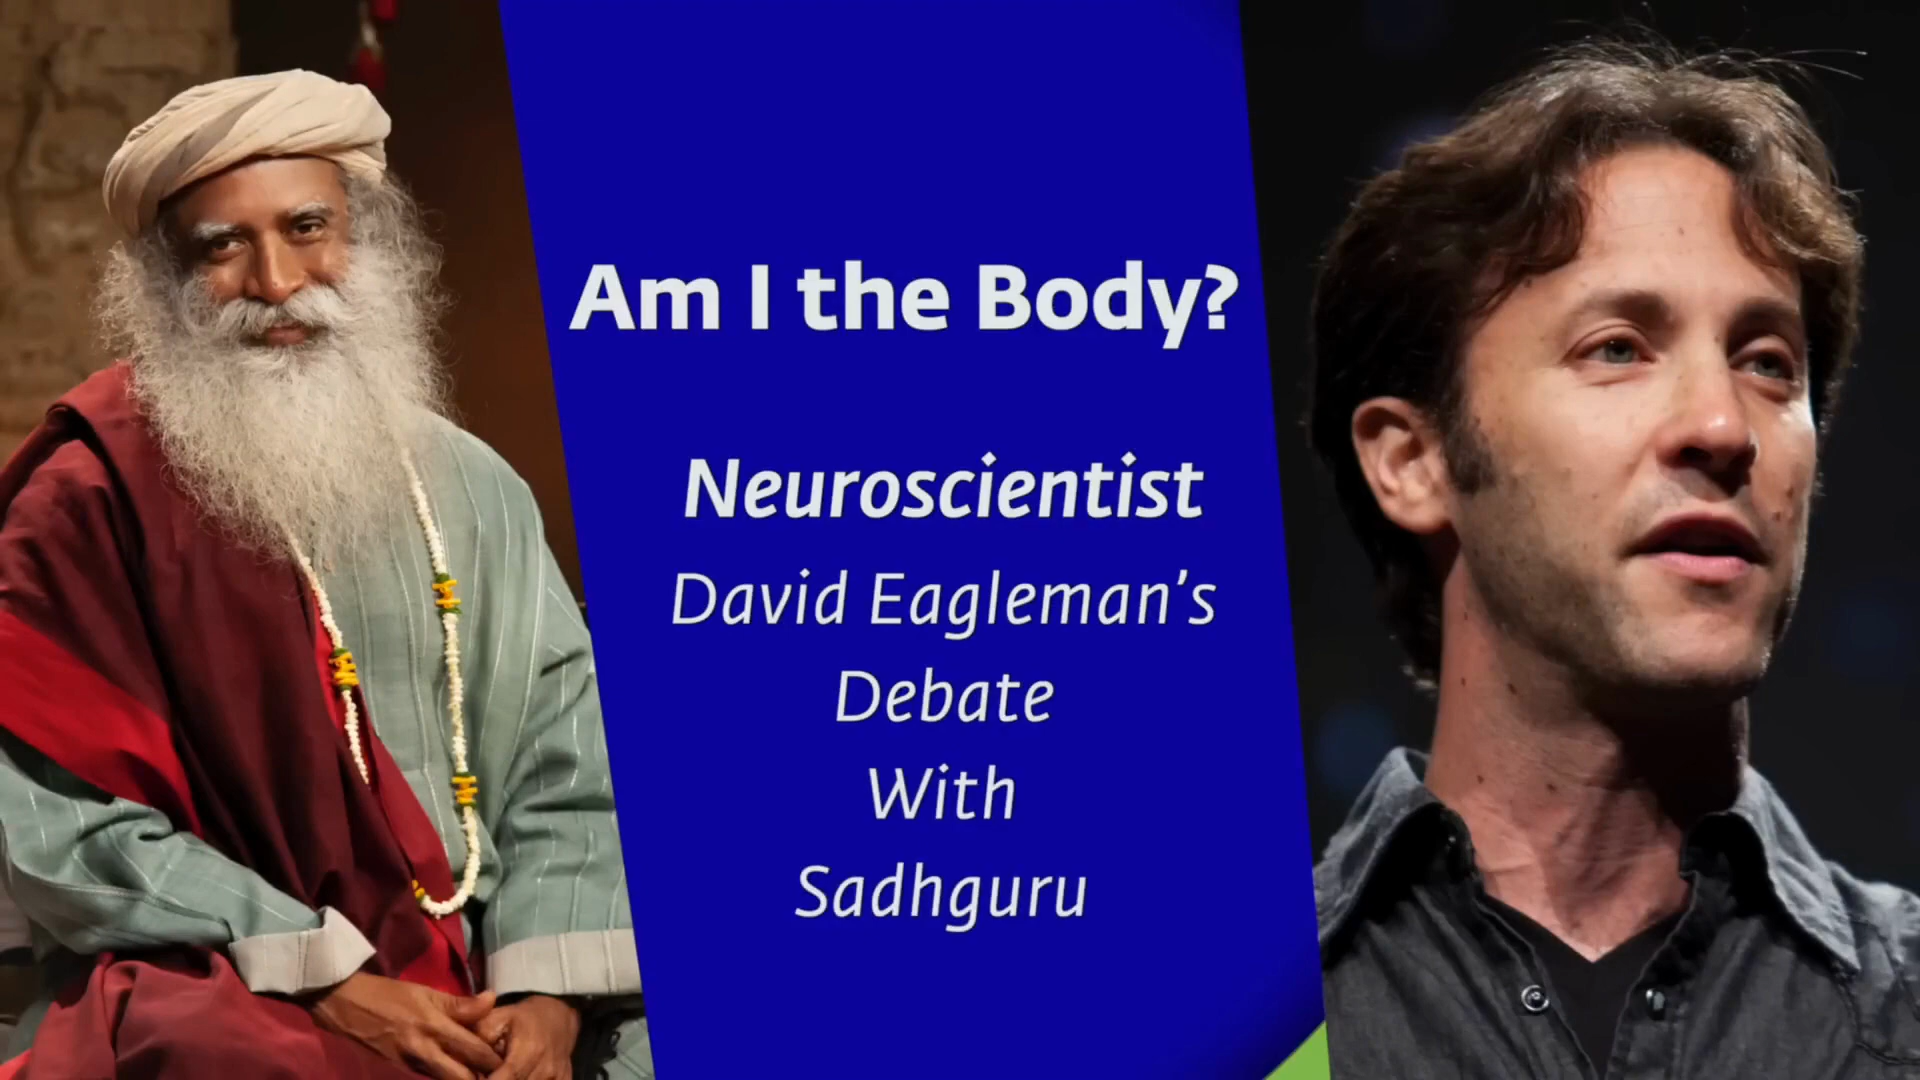 Am I the Body?
Neuroscientist
David Eagleman’s
Debate
With
Sadhguru